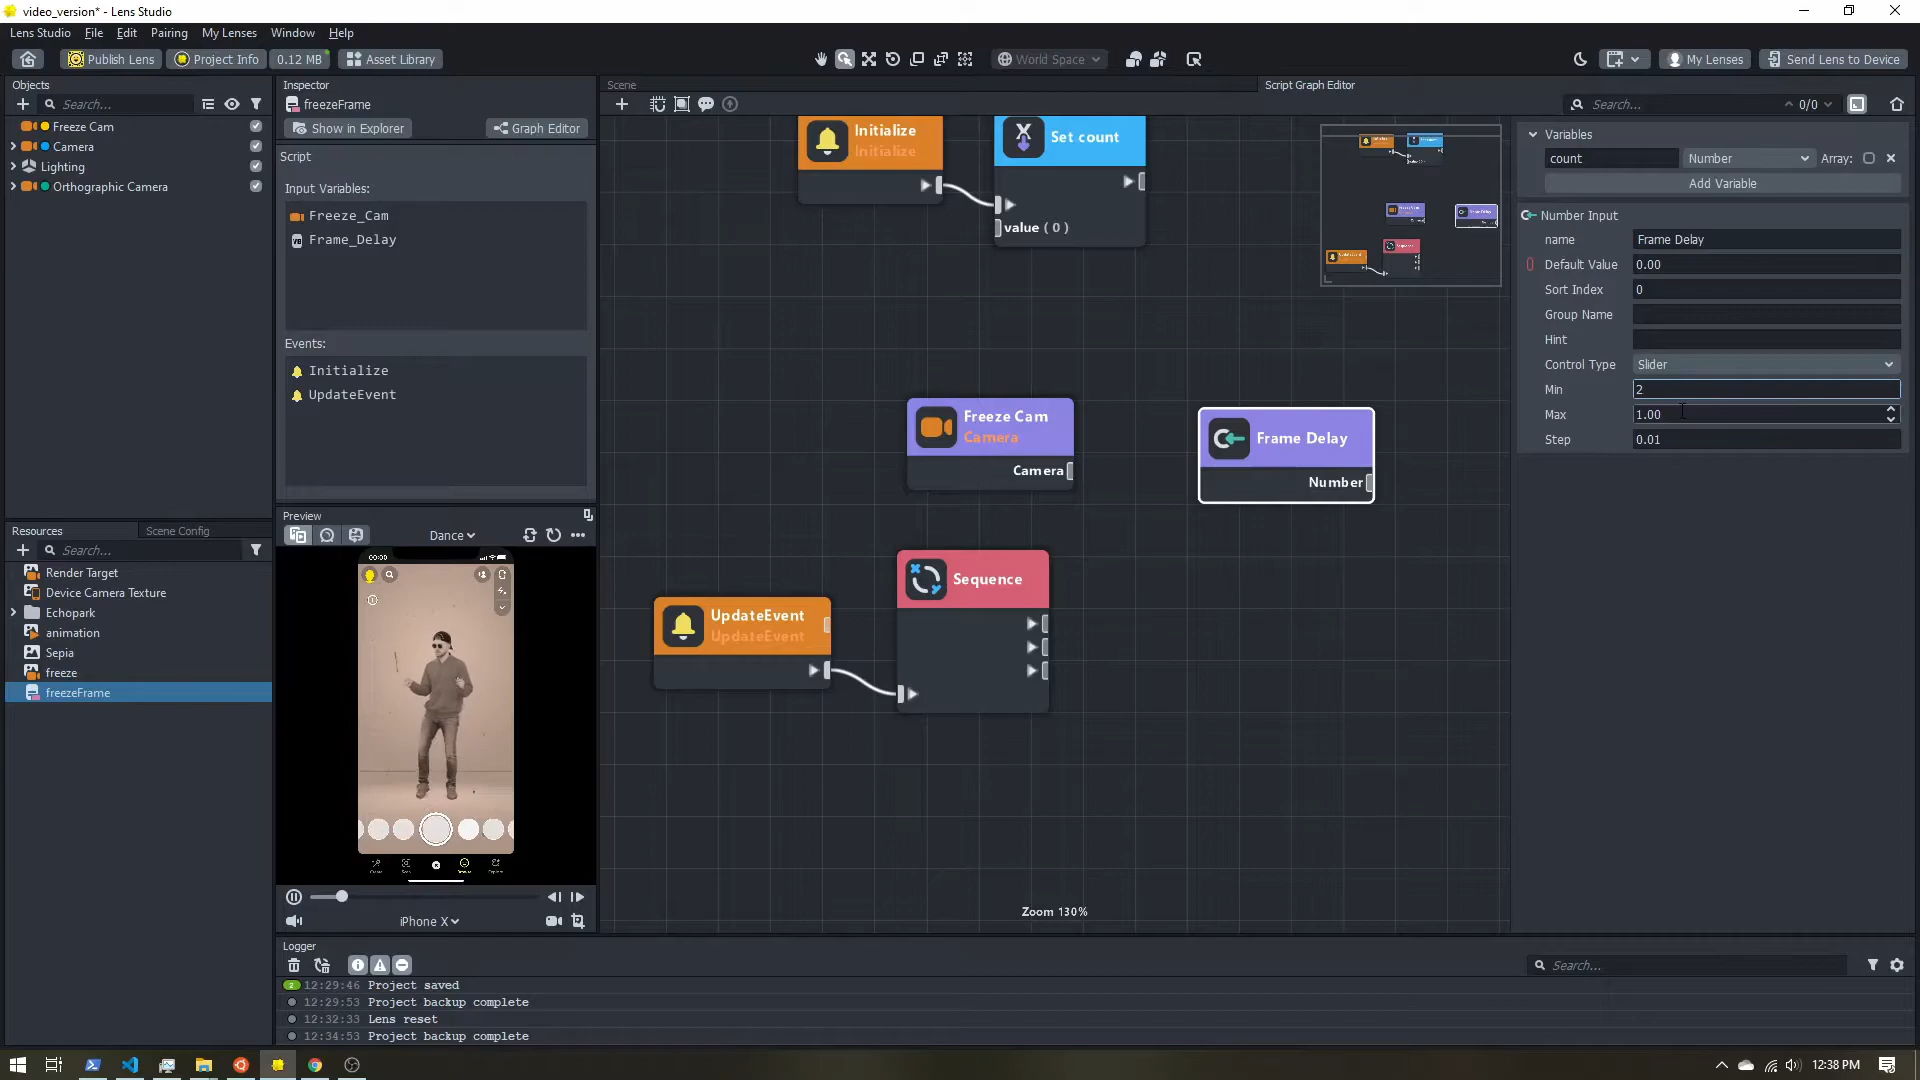 video_version* - Lens Studio
Lens Studio File Edit Pairing My Lenses Window Help
Publish Lens Project Info 0.12 MB Asset Library World Space My Lenses Send Lens to Device
Objects
Search...
Freeze Cam
Camera
Lighting
Orthographic Camera
Resources Scene Config
Search...
Render Target
Device Camera Texture
Echopark
animation
Sepia
freeze
freezeFrame
Inspector
freezeFrame
Show in Explorer Graph Editor
Script
Input Variables:
Freeze_Cam
Frame_Delay
Events:
Initialize
UpdateEvent
Preview
Dance
00:00
iPhone X
Scene Script Graph Editor
Search... 0/0
Initialize
Initialize
Set count
value ( 0 )
Freeze Cam
Camera
Camera
Frame Delay
Number
Sequence
UpdateEvent
UpdateEvent
Zoom 130%
Variables
count Number Array:
Add Variable
Number Input
name Frame Delay
Default Value 0.00
Sort Index 0
Group Name
Hint
Control Type Slider
Min 2
Max 1.00
Step 0.01
Logger
Search...
2 12:29:46 Project saved
12:29:53 Project backup complete
12:32:33 Lens reset
12:34:53 Project backup complete
12:38 PM